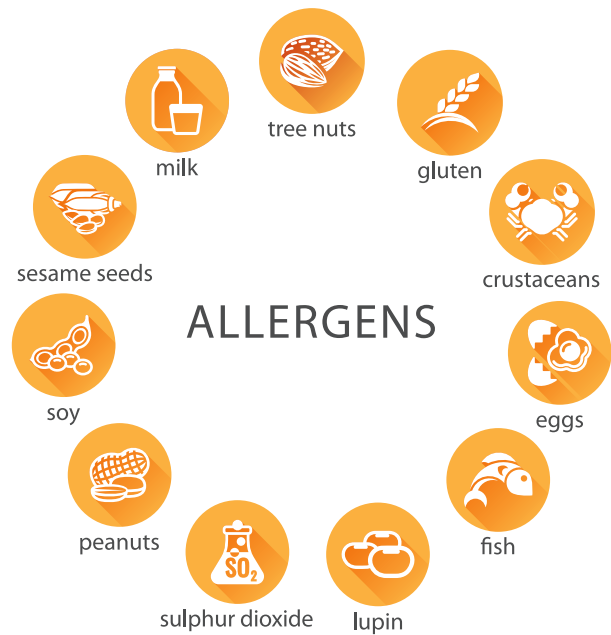 tree nuts
milk
gluten
sesame seeds
crustaceans
ALLERGENS
soy
eggs
peanuts
fish
SO₂
sulphur dioxide
lupin